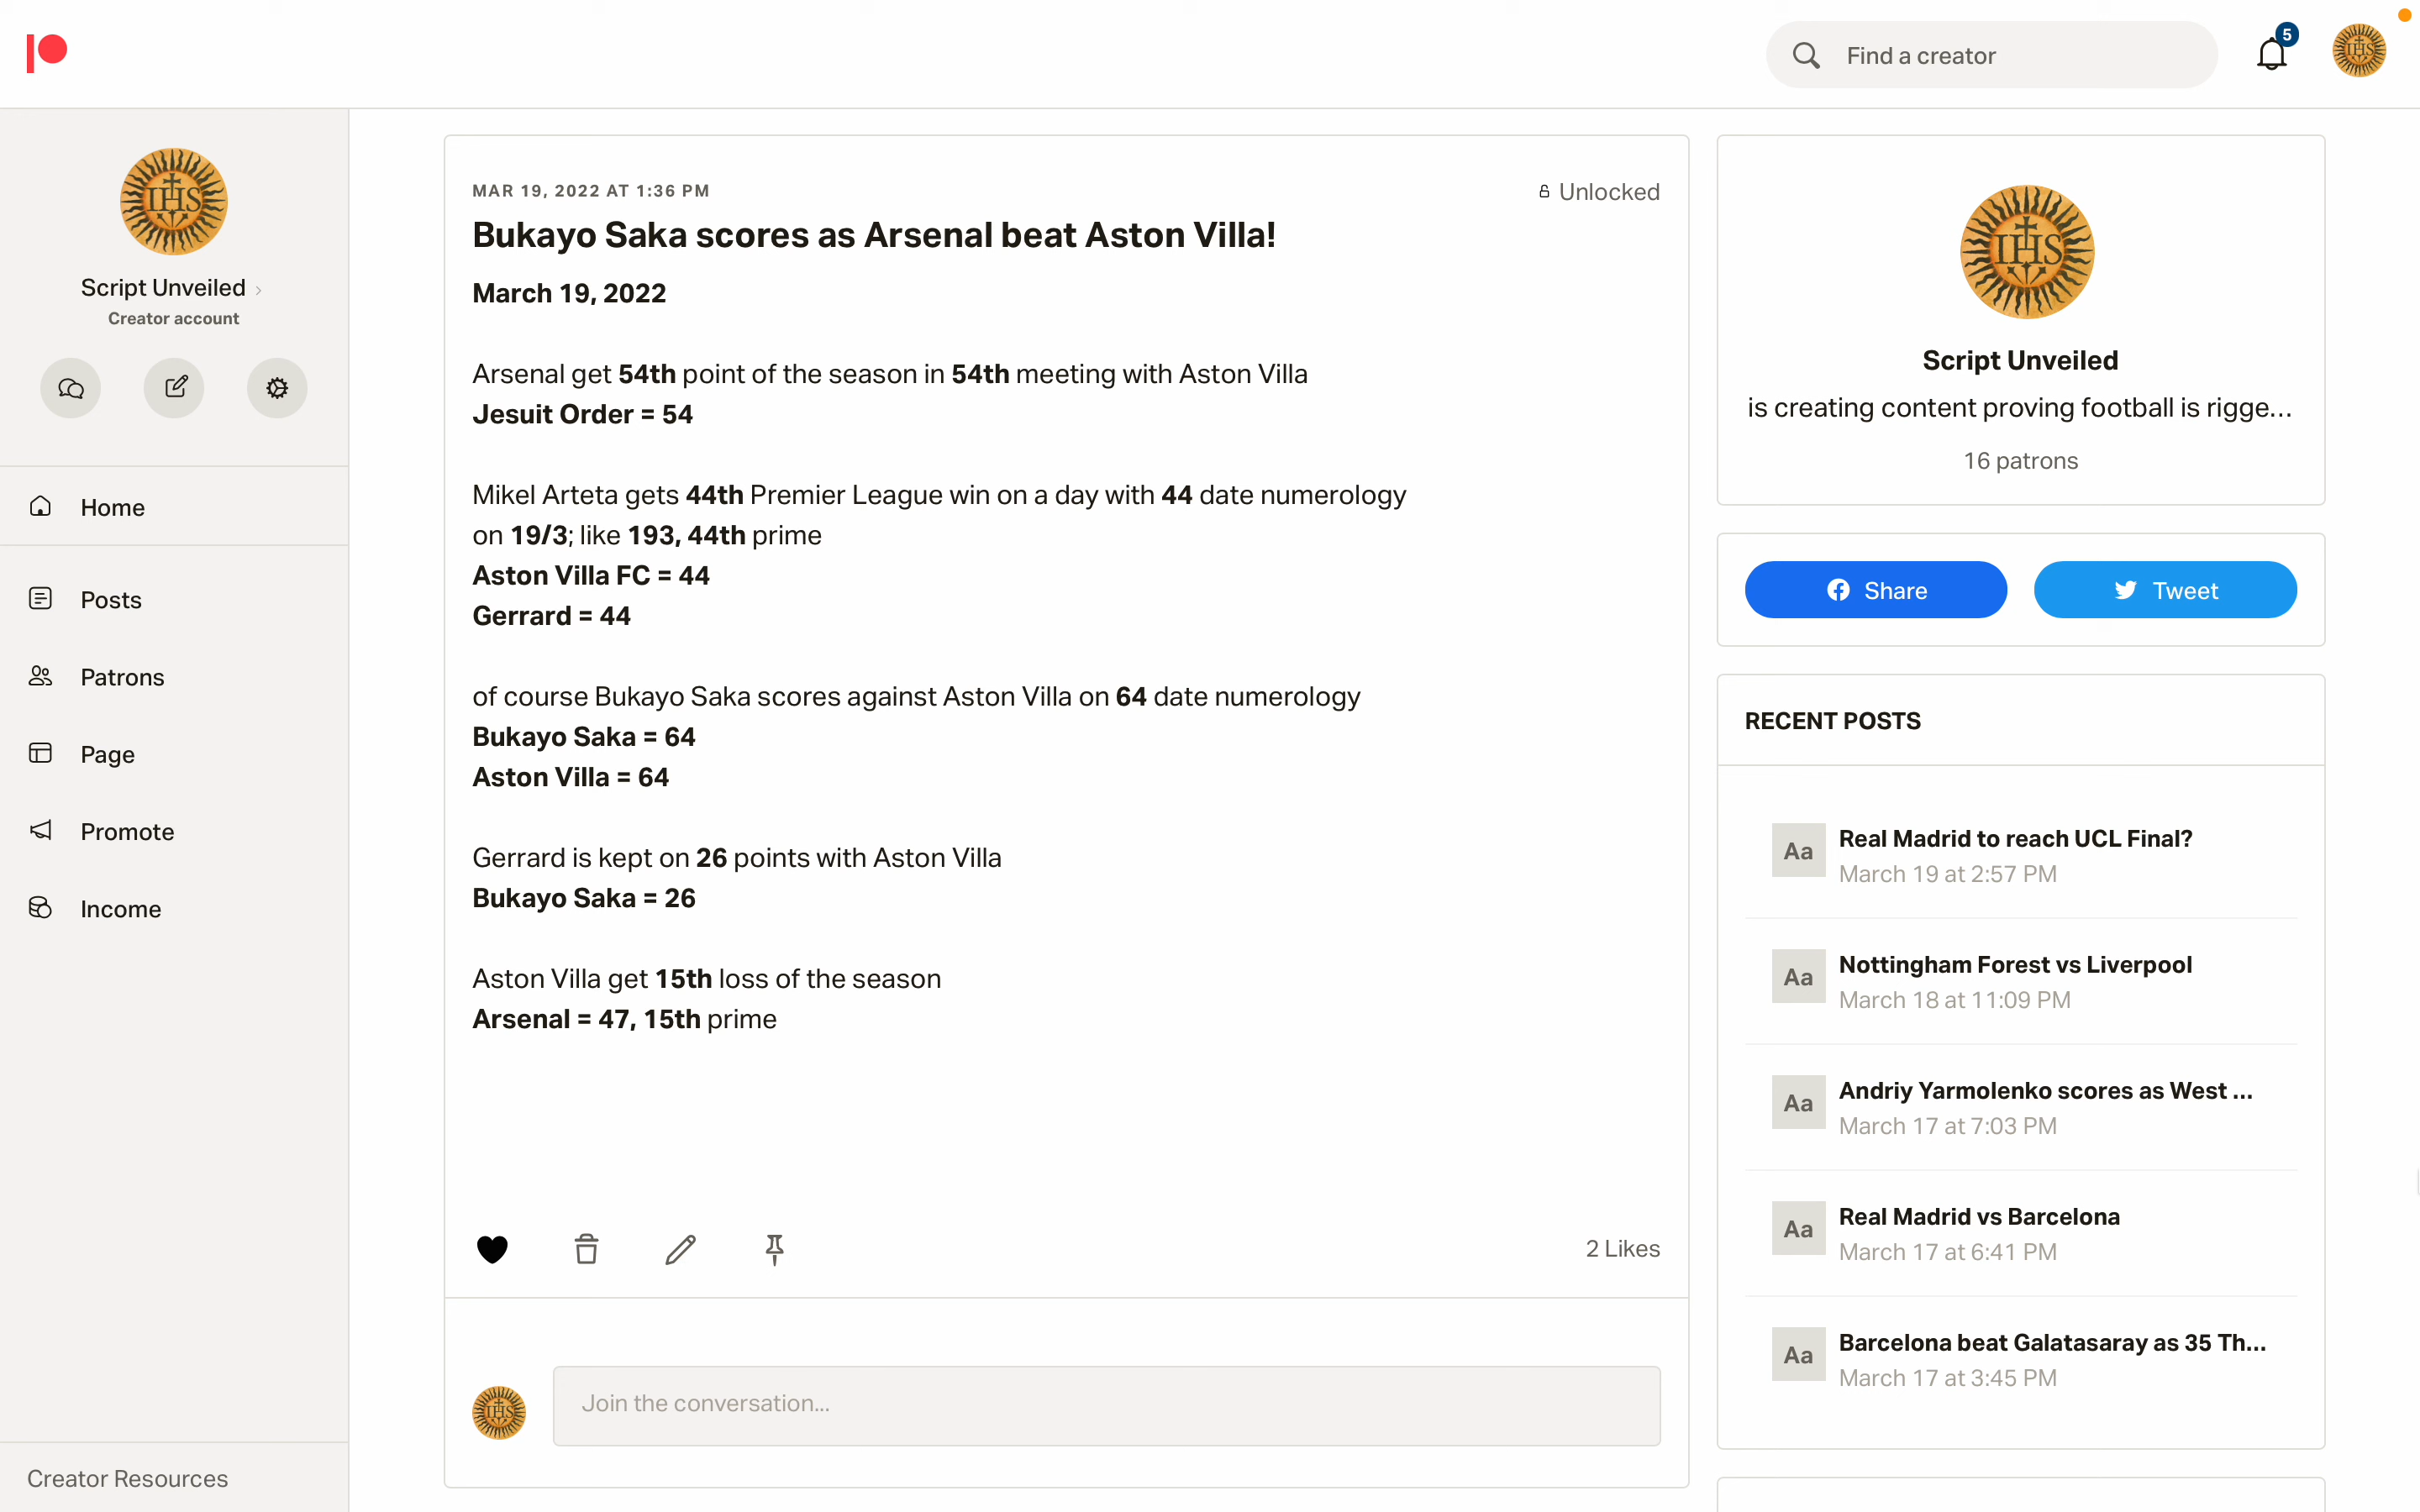 Find a creator
5
IHS
IHS
Script Unveiled
Creator account
Home
Posts
Patrons
Page
Promote
Income
Creator Resources
MAR 19, 2022 AT 1:36 PM
Unlocked
Bukayo Saka scores as Arsenal beat Aston Villa!
March 19, 2022
Arsenal get 54th point of the season in 54th meeting with Aston Villa
Jesuit Order = 54
Mikel Arteta gets 44th Premier League win on a day with 44 date numerology
on 19/3; like 193, 44th prime
Aston Villa FC = 44
Gerrard = 44
of course Bukayo Saka scores against Aston Villa on 64 date numerology
Bukayo Saka = 64
Aston Villa = 64
Gerrard is kept on 26 points with Aston Villa
Bukayo Saka = 26
Aston Villa get 15th loss of the season
Arsenal = 47, 15th prime
2 Likes
IHS
Join the conversation...
IHS
Script Unveiled
is creating content proving football is rigge...
16 patrons
Share
Tweet
RECENT POSTS
Aa
Real Madrid to reach UCL Final?
March 19 at 2:57 PM
Aa
Nottingham Forest vs Liverpool
March 18 at 11:09 PM
Aa
Andriy Yarmolenko scores as West ...
March 17 at 7:03 PM
Aa
Real Madrid vs Barcelona
March 17 at 6:41 PM
Aa
Barcelona beat Galatasaray as 35 Th...
March 17 at 3:45 PM